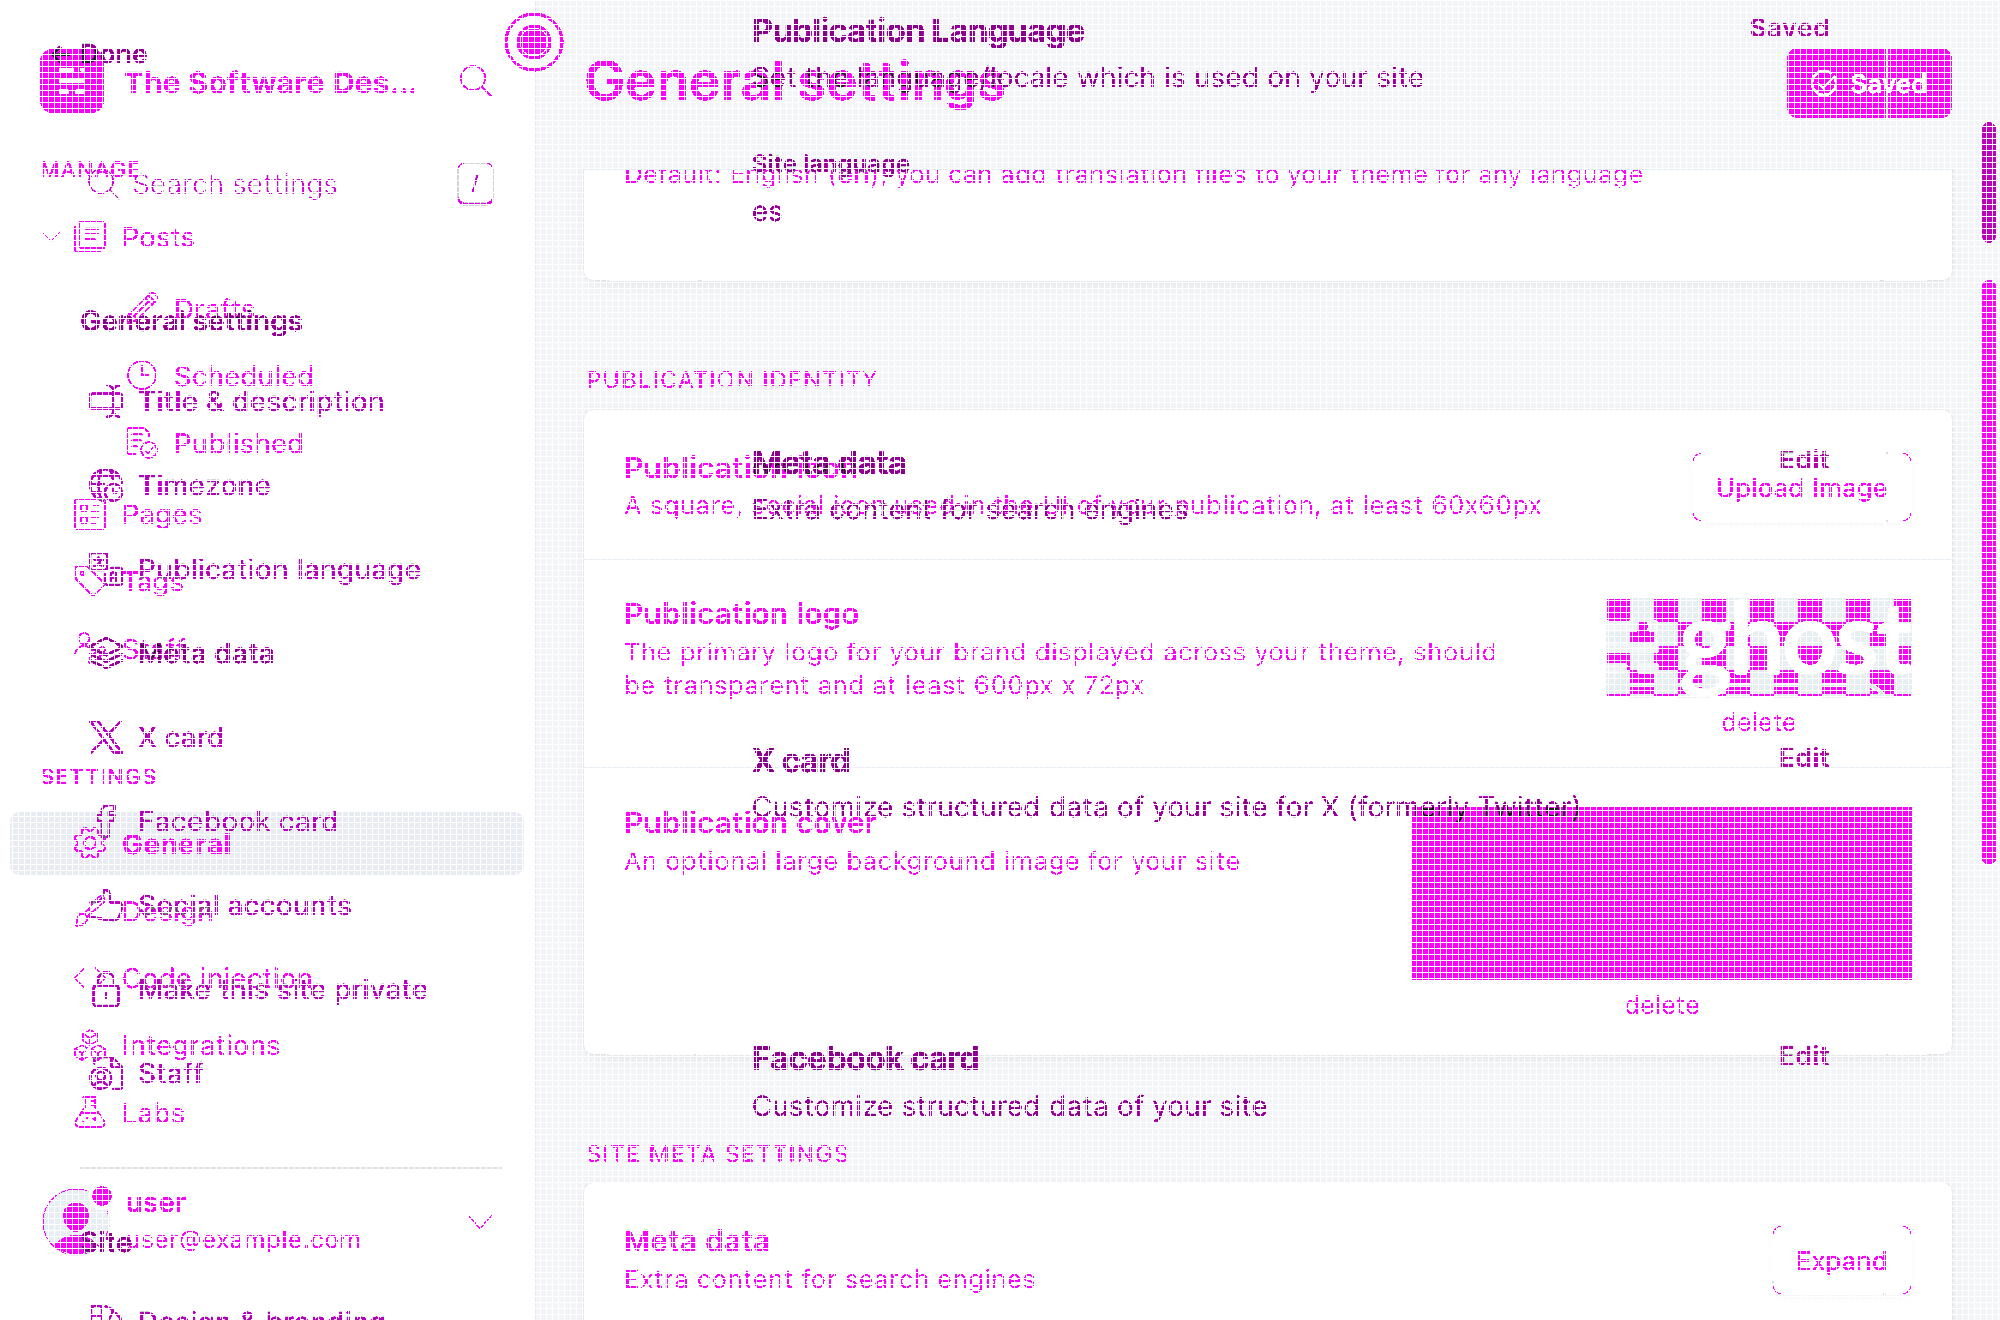 Done
The Software Des...
MANAGE
Search settings /
Posts
Drafts
General settings
Scheduled
Title & description
Published
Timezone
Pages
Publication language
Tags
Staff
Meta data
X card
SETTINGS
Facebook card
General
Social accounts
Design
Code injection
Make this site private
Integrations
Staff
Labs
user
user@example.com
Site
Design & branding
Publication Language
Saved
Set the language/locale which is used on your site
General settings
Saved
Site language
Default: English (en); you can add translation files to your theme for any language
es
PUBLICATION IDENTITY
Meta data
Edit
Publication icon
Upload Image
A square, social icon used in the UI of your publication, at least 60x60px
Extra content for search engines
Publication logo
The primary logo for your brand displayed across your theme, should
be transparent and at least 600px x 72px
ghost
delete
X card
Edit
Customize structured data of your site for X (formerly Twitter)
Publication cover
An optional large background image for your site
delete
Facebook card
Edit
Customize structured data of your site
SITE META SETTINGS
Meta data
Expand
Extra content for search engines